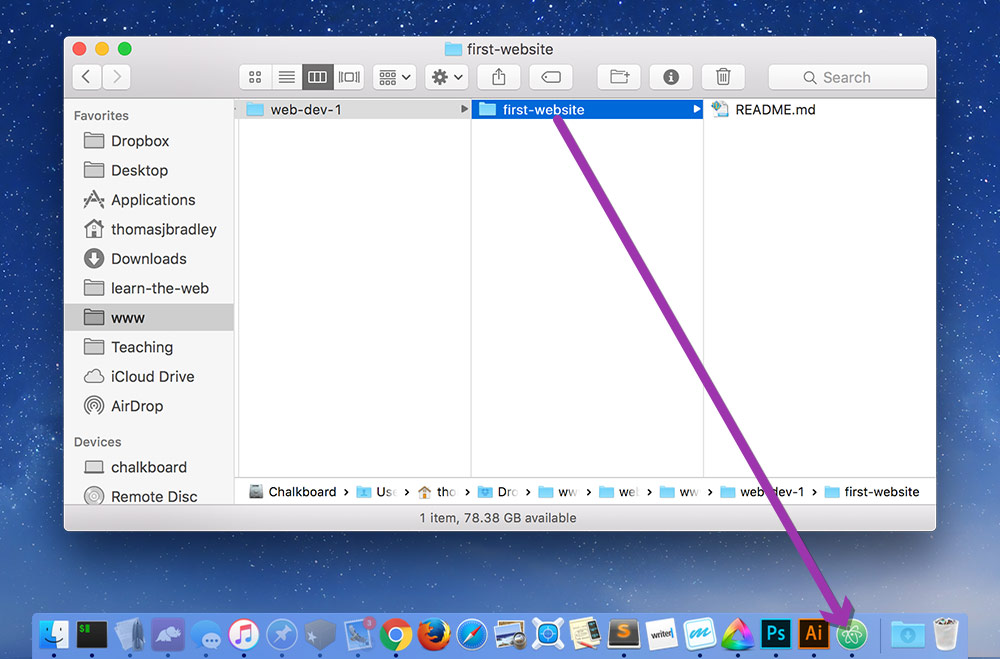 first-website
Search
Favorites
Dropbox
Desktop
Applications
thomasjbradley
Downloads
learn-the-web
www
Teaching
iCloud Drive
AirDrop
Devices
chalkboard
Remote Disc
web-dev-1
first-website
README.md
Chalkboard › Use › tho › Dro › ww › we › ww › web-dev-1 › first-website
1 item, 78.38 GB available
$ 3 S writer m Ps Ai